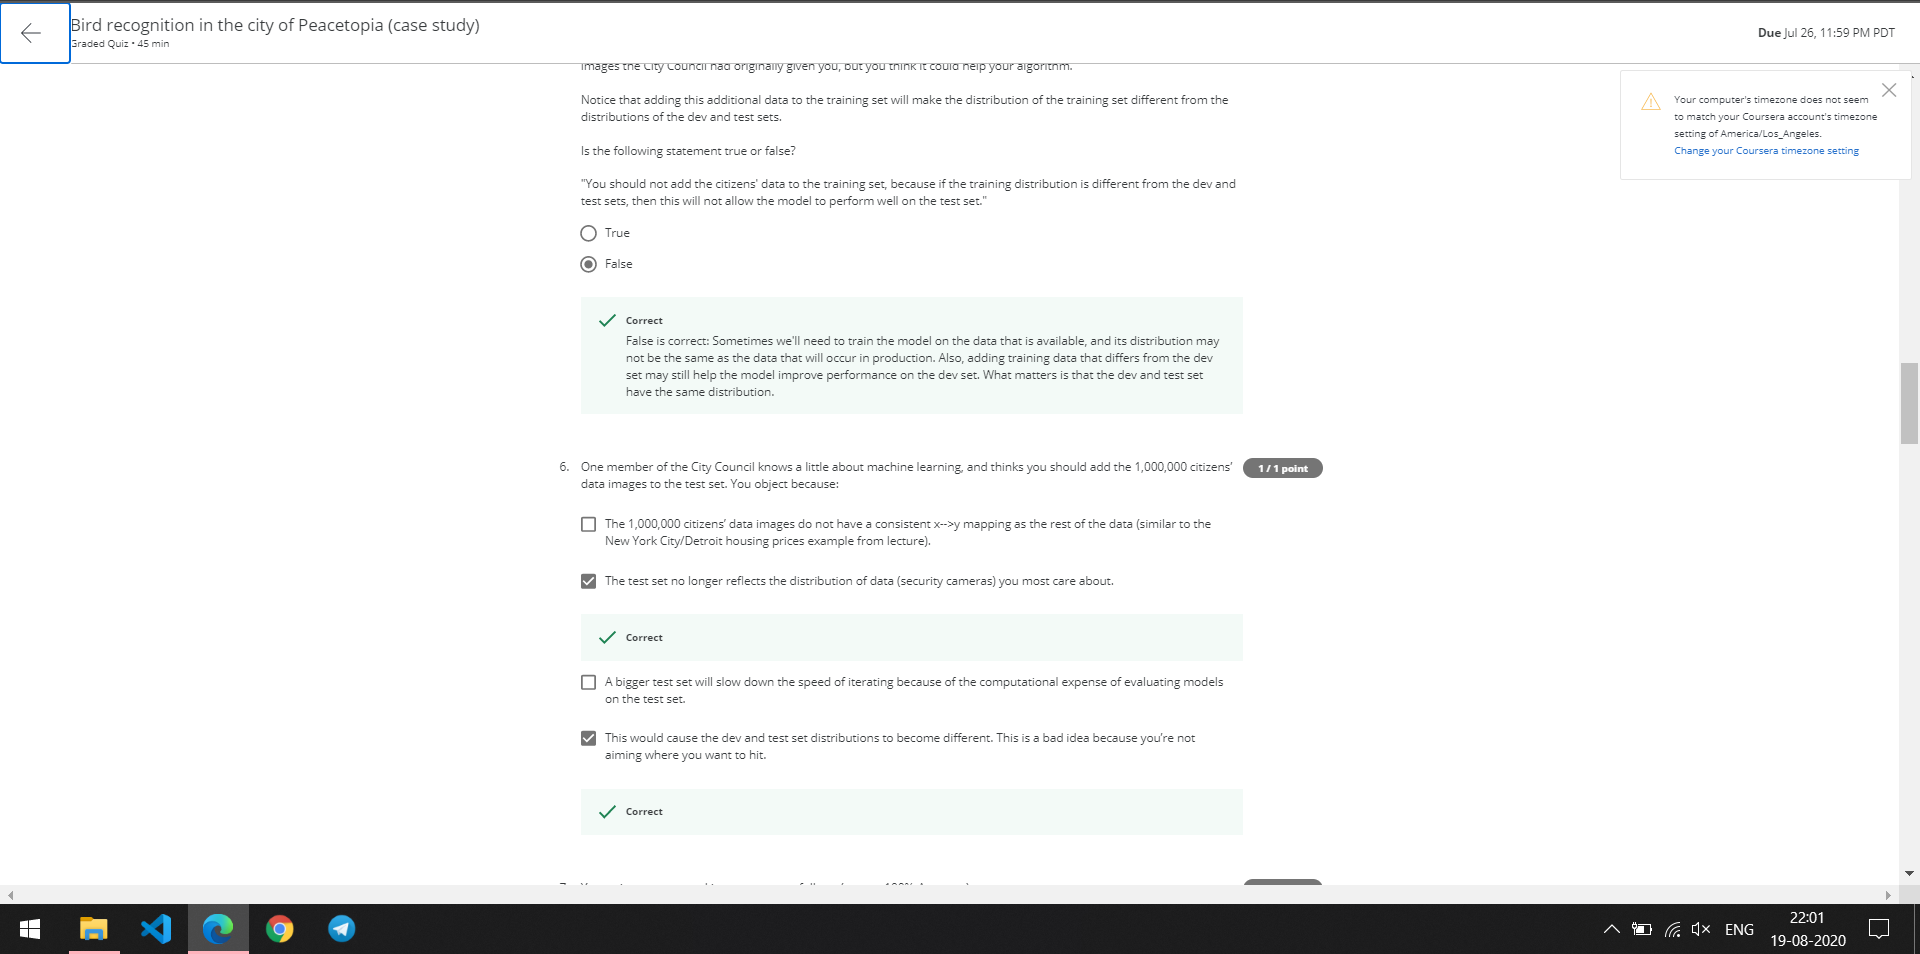 Bird recognition in the city of Peacetopia (case study)
Graded Quiz • 45 min
Due Jul 26, 11:59 PM PDT
images the City Council had originally given you, but you think it could help your algorithm.
Your computer's timezone does not seem
to match your Coursera account's timezone
setting of America/Los_Angeles.
Change your Coursera timezone setting
Notice that adding this additional data to the training set will make the distribution of the training set different from the
distributions of the dev and test sets.
Is the following statement true or false?
"You should not add the citizens' data to the training set, because if the training distribution is different from the dev and
test sets, then this will not allow the model to perform well on the test set."
True
False
Correct
False is correct: Sometimes we'll need to train the model on the data that is available, and its distribution may
not be the same as the data that will occur in production. Also, adding training data that differs from the dev
set may still help the model improve performance on the dev set. What matters is that the dev and test set
have the same distribution.
6. One member of the City Council knows a little about machine learning, and thinks you should add the 1,000,000 citizens'
data images to the test set. You object because:
1 / 1 point
The 1,000,000 citizens' data images do not have a consistent x-->y mapping as the rest of the data (similar to the
New York City/Detroit housing prices example from lecture).
The test set no longer reflects the distribution of data (security cameras) you most care about.
Correct
A bigger test set will slow down the speed of iterating because of the computational expense of evaluating models
on the test set.
This would cause the dev and test set distributions to become different. This is a bad idea because you're not
aiming where you want to hit.
Correct
ENG
22:01
19-08-2020